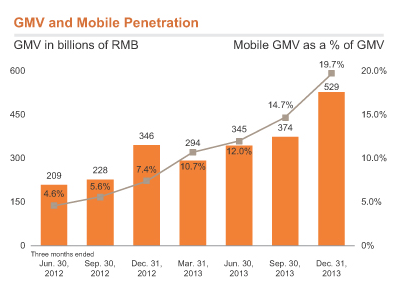 GMV and Mobile Penetration
GMV in billions of RMB
Mobile GMV as a % of GMV
600
450
300
150
0
20.0%
15.0%
10.0%
5.0%
0%
209
228
346
294
345
374
529
4.6%
5.6%
7.4%
10.7%
12.0%
14.7%
19.7%
Three months ended
Jun. 30,
2012
Sep. 30,
2012
Dec. 31,
2012
Mar. 31,
2013
Jun. 30,
2013
Sep. 30,
2013
Dec. 31,
2013